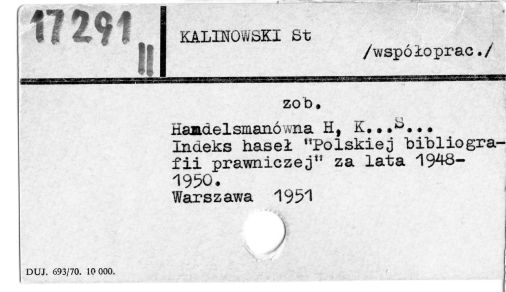 17291
II
KALINOWSKI St
/współoprac./
zob.
Handelsmanówna H, K...S...
Indeks haseł "Polskiej bibliogra-
fii prawniczej" za lata 1948-
1950.
Warszawa 1951
DUJ. 693/70. 10 000.